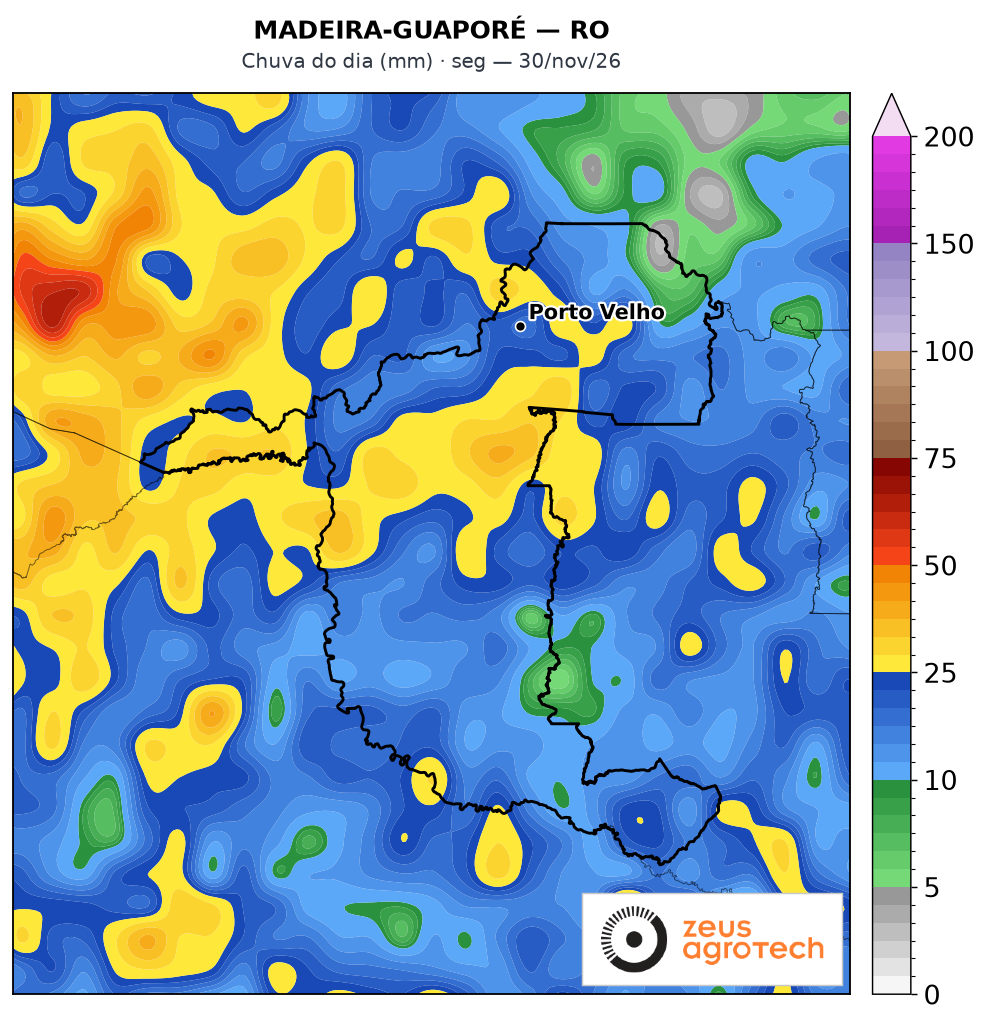 MADEIRA-GUAPORÉ — RO
Chuva do dia (mm) · seg — 30/nov/26
Porto Velho
200
150
100
75
50
25
10
5
0
zeus
agrotech